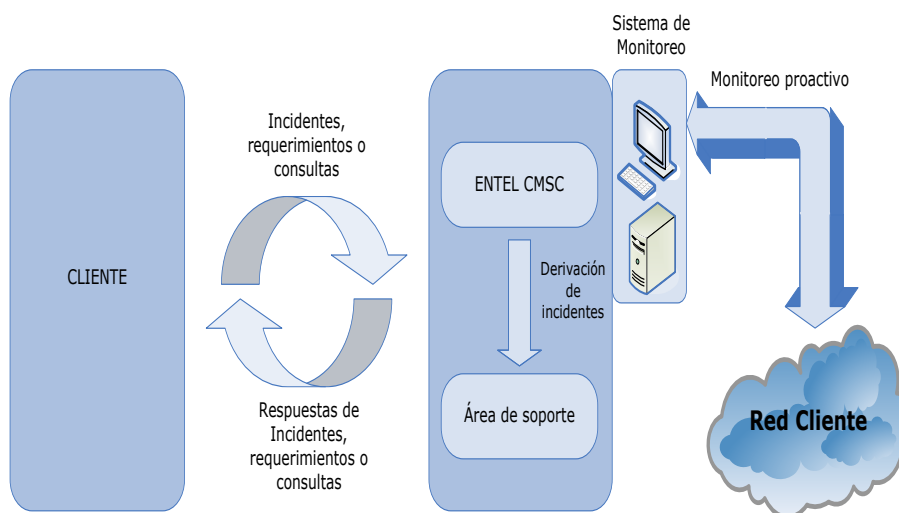 Sistema de
Monitoreo
Monitoreo proactivo
Incidentes,
requerimientos o
consultas
ENTEL CMSC
CLIENTE
Derivación
de
incidentes
Respuestas de
Incidentes,
requerimientos o
consultas
Área de soporte
Red Cliente